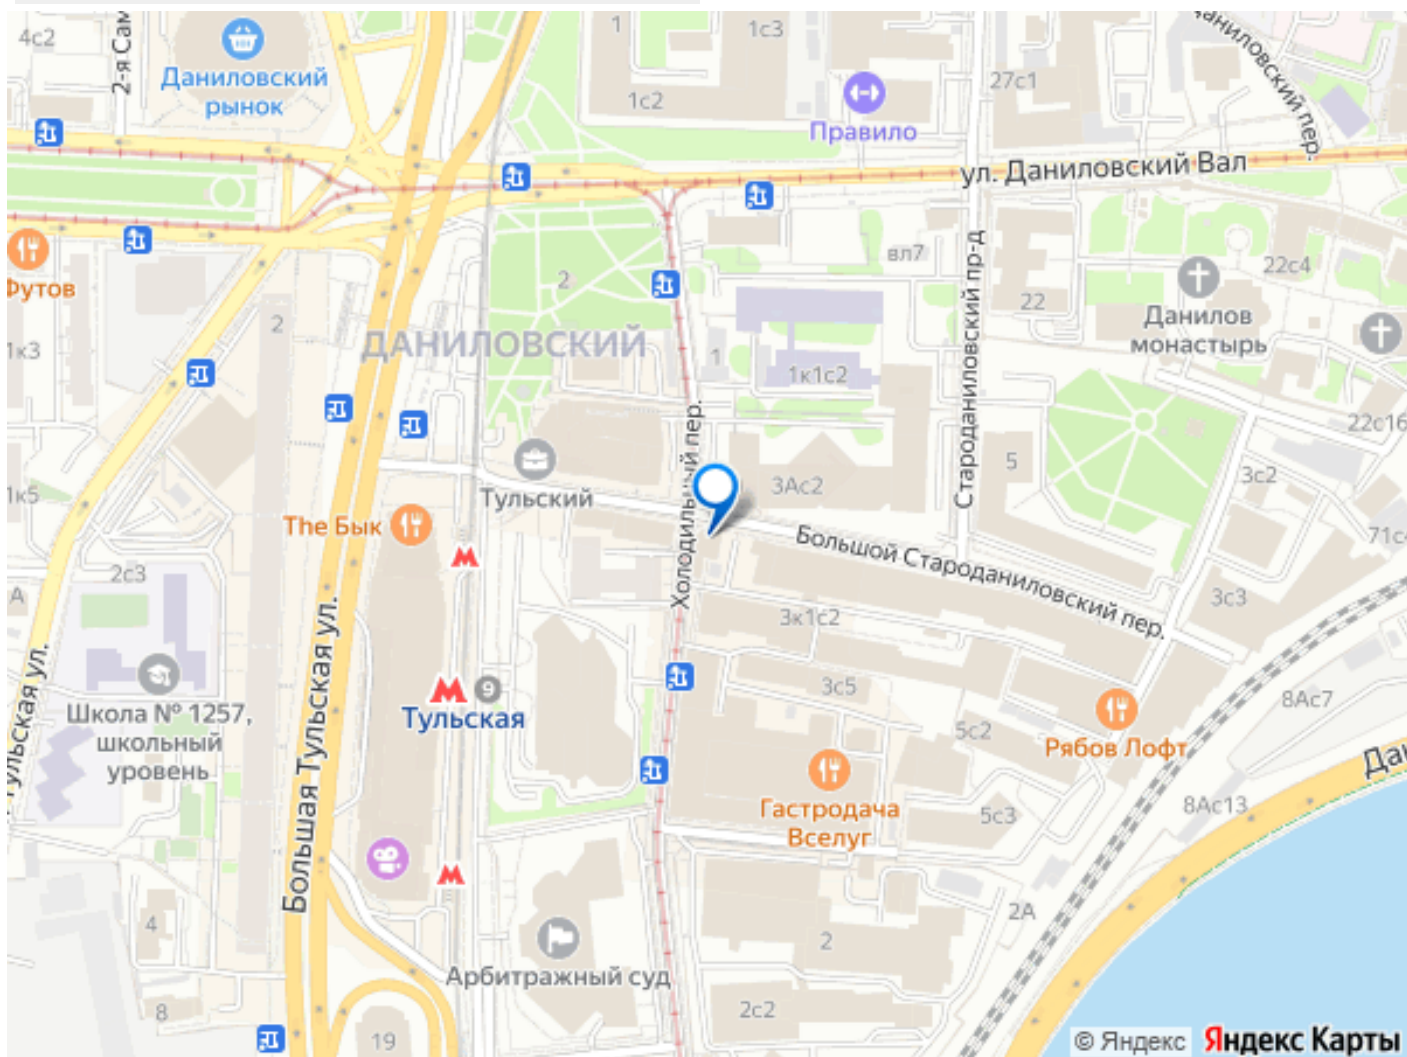 4с2
2-я Сам
Даниловский
рынок
1
1с3
1с2
Правило
27с1
Даниловский пер.
ул. Даниловский Вал
Футов
2
2
вл7
Староданиловский пр-д
22
22с4
Данилов
монастырь
ДАНИЛОВСКИЙ
1к3
1
1к1с2
Холодильный пер.
22с16
3с2
5
1к5
Тульский
3Ас2
The Бык
71с4
Большой Староданиловский пер.
2с3
А
3к1с2
3с3
Тульская ул.
Большая Тульская ул.
9
Тульская
3с5
8Ас7
Школа № 1257,
школьный
уровень
5с2
Рябов Лофт
Гастродача
Вселуг
5с3
8Ас13
Дан
2А
4
2
Арбитражный суд
8
19
2с2
© Яндекс Яндекс Карты